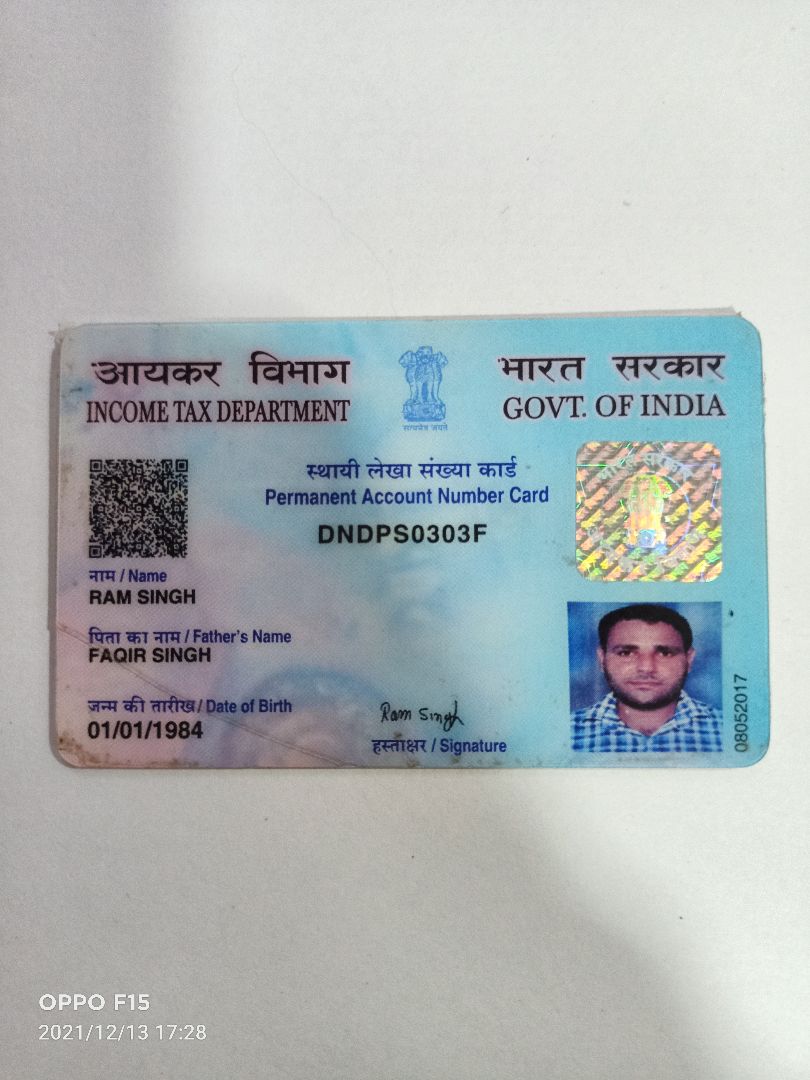 आयकर विभाग
INCOME TAX DEPARTMENT
सत्यमेव जयते
भारत सरकार
GOVT. OF INDIA
स्थायी लेखा संख्या कार्ड
Permanent Account Number Card
DNDPS0303F
नाम / Name
RAM SINGH
पिता का नाम / Father's Name
FAQIR SINGH
जन्म की तारीख / Date of Birth
01/01/1984
Ram Singh
हस्ताक्षर / Signature
08052017
OPPO F15
2021/12/13 17:28